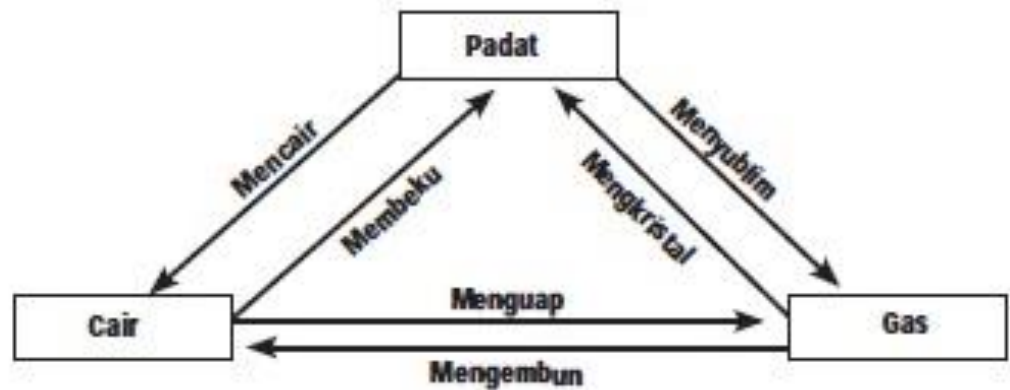 Padat
Mencair
Membeku
Mengkristal
Menyublim
Cair
Menguap
Gas
Mengembun